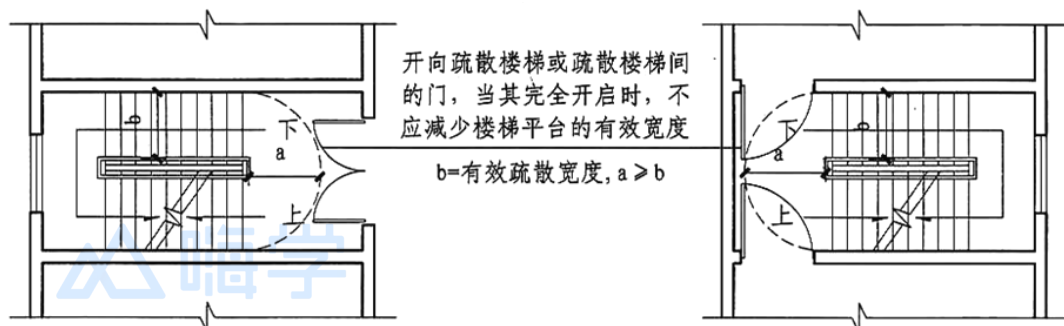 开向疏散楼梯或疏散楼梯间
的门，当其完全开启时，不
应减少楼梯平台的有效宽度
b=有效疏散宽度, a⩾b
b
下
a
上
b
下
a
上
嗨学